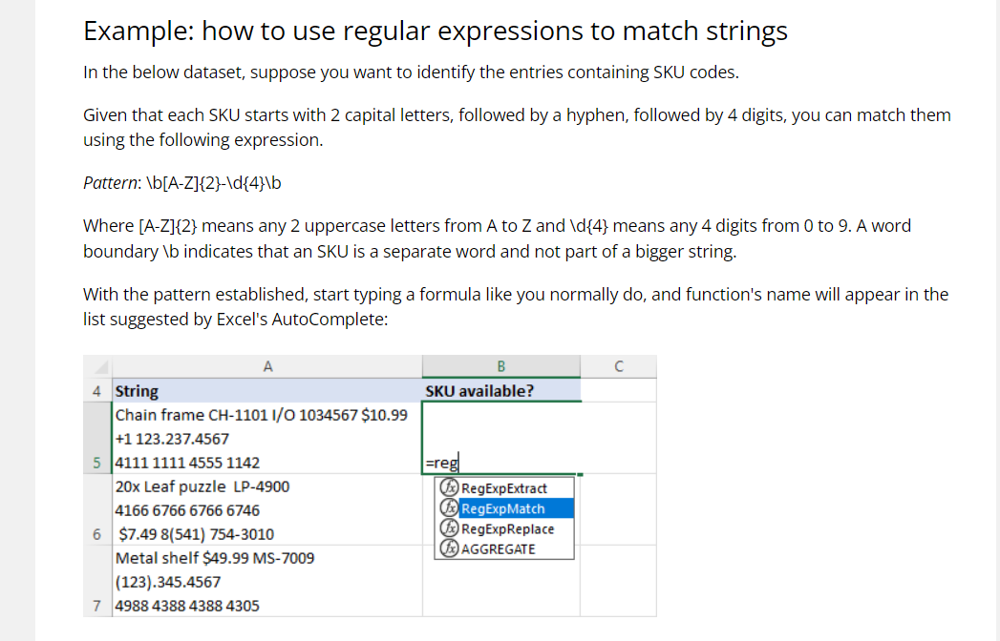 Example: how to use regular expressions to match strings
In the below dataset, suppose you want to identify the entries containing SKU codes.
Given that each SKU starts with 2 capital letters, followed by a hyphen, followed by 4 digits, you can match them
using the following expression.
Pattern: \b[A-Z]{2}-\d{4}\b
Where [A-Z]{2} means any 2 uppercase letters from A to Z and \d{4} means any 4 digits from 0 to 9. A word
boundary \b indicates that an SKU is a separate word and not part of a bigger string.
With the pattern established, start typing a formula like you normally do, and function's name will appear in the
list suggested by Excel's AutoComplete:
A B C
4 String SKU available?
Chain frame CH-1101 I/O 1034567 $10.99
+1 123.237.4567
5 4111 1111 4555 1142 =reg
20x Leaf puzzle LP-4900 fx RegExpExtract
4166 6766 6766 6746 fx RegExpMatch
6 $7.49 8(541) 754-3010 fx RegExpReplace
Metal shelf $49.99 MS-7009 fx AGGREGATE
(123).345.4567
7 4988 4388 4388 4305